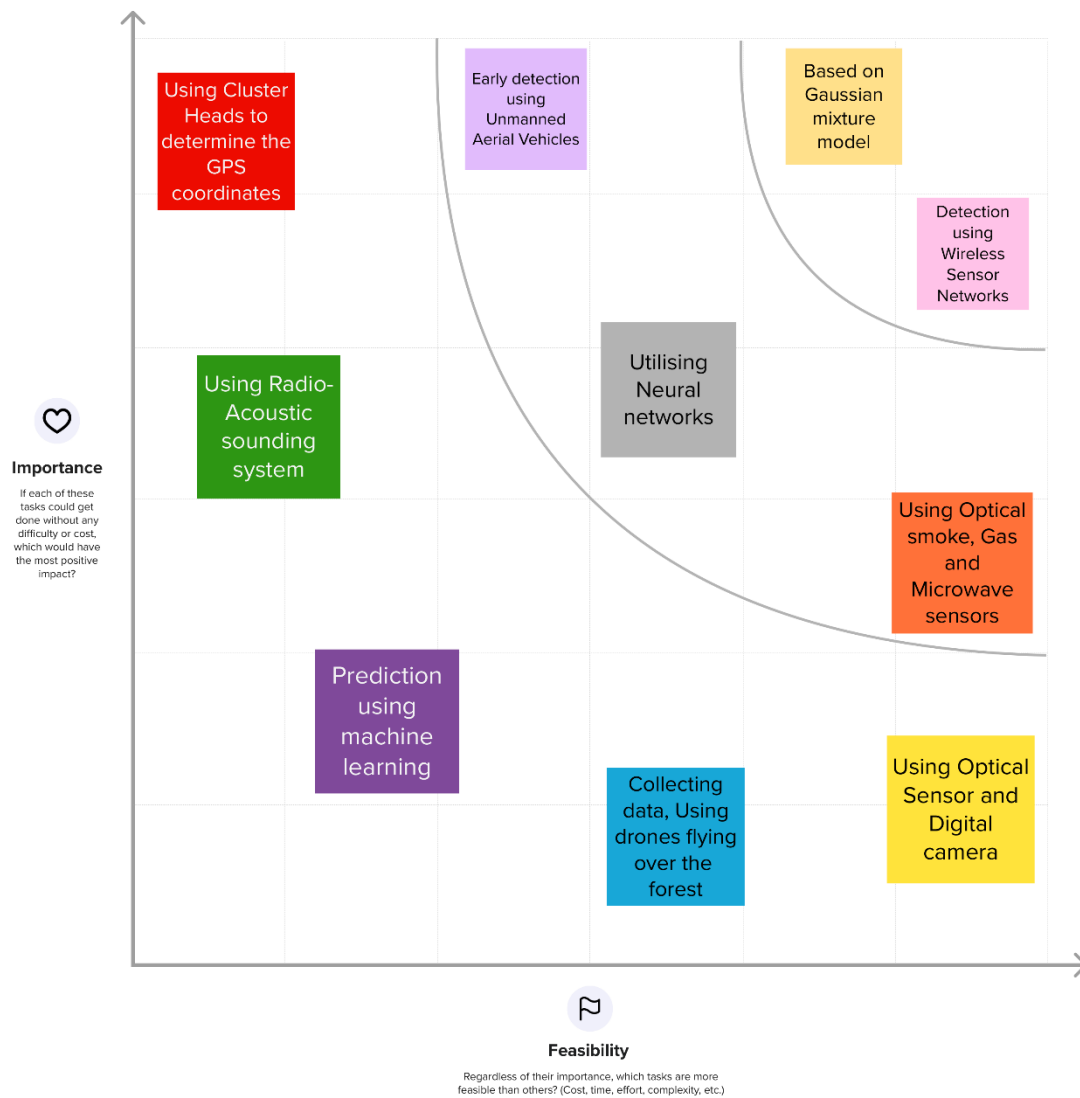 Using Cluster
Heads to
determine the
GPS
coordinates
Early detection
using
Unmanned
Aerial Vehicles
Based on
Gaussian
mixture
model
Detection
using
Wireless
Sensor
Networks
Using Radio-
Acoustic
sounding
system
Utilising
Neural
networks
Importance
If each of these
tasks could get
done without any
difficulty or cost,
which would have
the most positive
impact?
Using Optical
smoke, Gas
and
Microwave
sensors
Prediction
using
machine
learning
Collecting
data, Using
drones flying
over the
forest
Using Optical
Sensor and
Digital
camera
Feasibility
Regardless of their importance, which tasks are more
feasible than others? (Cost, time, effort, complexity, etc.)